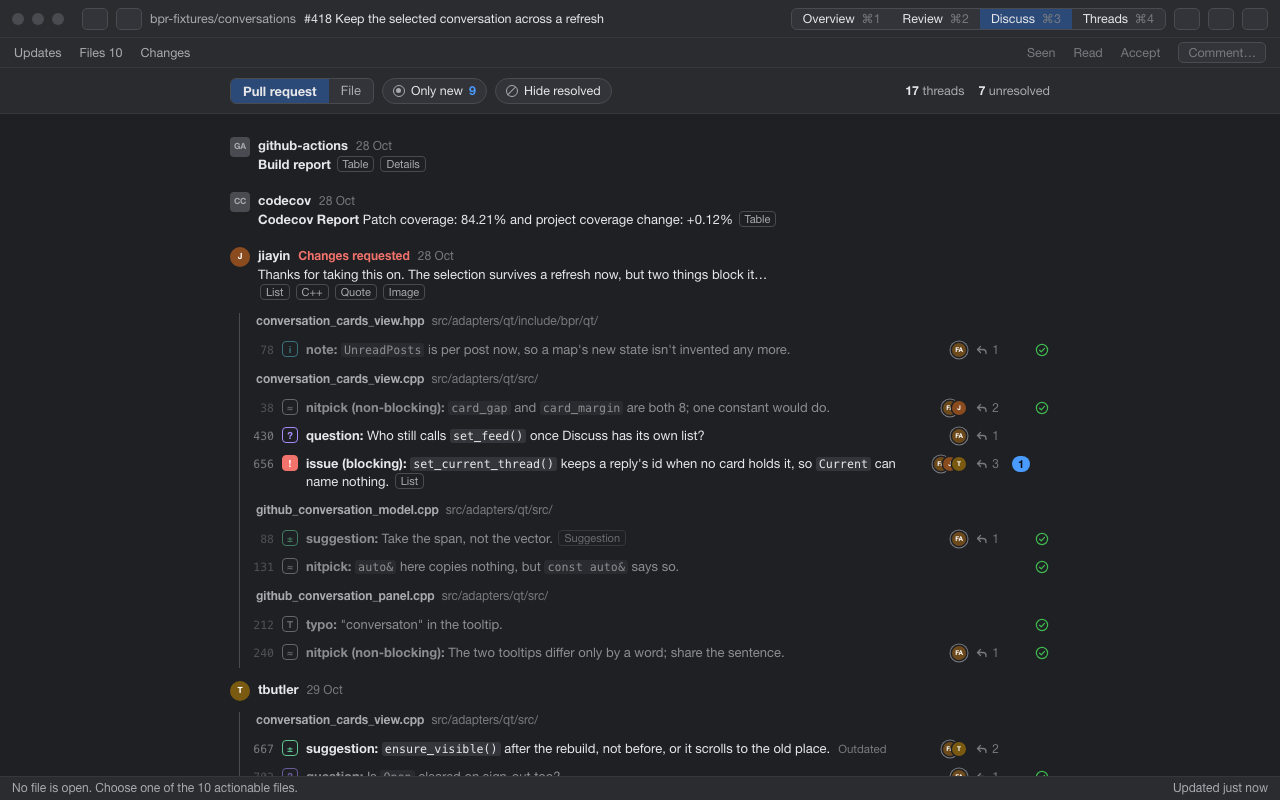 bpr-fixtures/conversations #418 Keep the selected conversation across a refresh Overview ⌘1 Review ⌘2 Discuss ⌘3 Threads ⌘4
Updates Files 10 Changes Seen Read Accept Comment…
Pull request File Only new 9 Hide resolved 17 threads 7 unresolved
GA github-actions 28 Oct
Build report Table Details
CC codecov 28 Oct
Codecov Report Patch coverage: 84.21% and project coverage change: +0.12% Table
J jiayin Changes requested 28 Oct
Thanks for taking this on. The selection survives a refresh now, but two things block it…
List C++ Quote Image
conversation_cards_view.hpp src/adapters/qt/include/bpr/qt/
78 i note: UnreadPosts is per post now, so a map's new state isn't invented any more. FA 1
conversation_cards_view.cpp src/adapters/qt/src/
38 ≈ nitpick (non-blocking): card_gap and card_margin are both 8; one constant would do. J 2
430 ? question: Who still calls set_feed() once Discuss has its own list? FA 1
656 ! issue (blocking): set_current_thread() keeps a reply's id when no card holds it, so Current can T 3 1
name nothing. List
github_conversation_model.cpp src/adapters/qt/src/
88 ± suggestion: Take the span, not the vector. Suggestion FA 1
131 ≈ nitpick: auto& here copies nothing, but const auto& says so.
github_conversation_panel.cpp src/adapters/qt/src/
212 T typo: "conversaton" in the tooltip.
240 ≈ nitpick (non-blocking): The two tooltips differ only by a word; share the sentence. FA 1
T tbutler 29 Oct
conversation_cards_view.cpp src/adapters/qt/src/
667 ± suggestion: ensure_visible() after the rebuild, not before, or it scrolls to the old place. Outdated T 2
No file is open. Choose one of the 10 actionable files. Updated just now